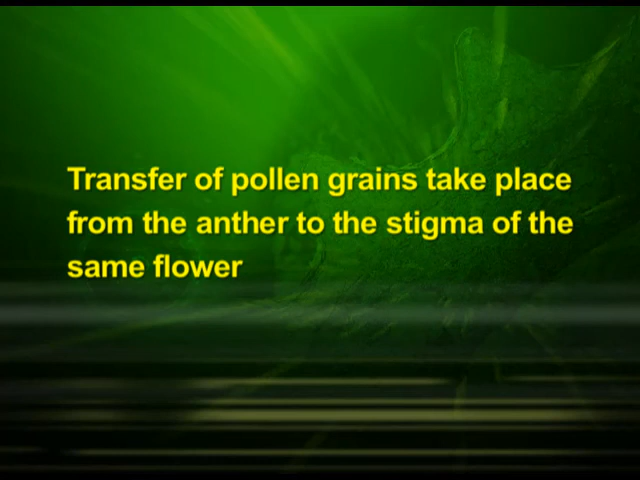 Transfer of pollen grains take place
from the anther to the stigma of the
same flower